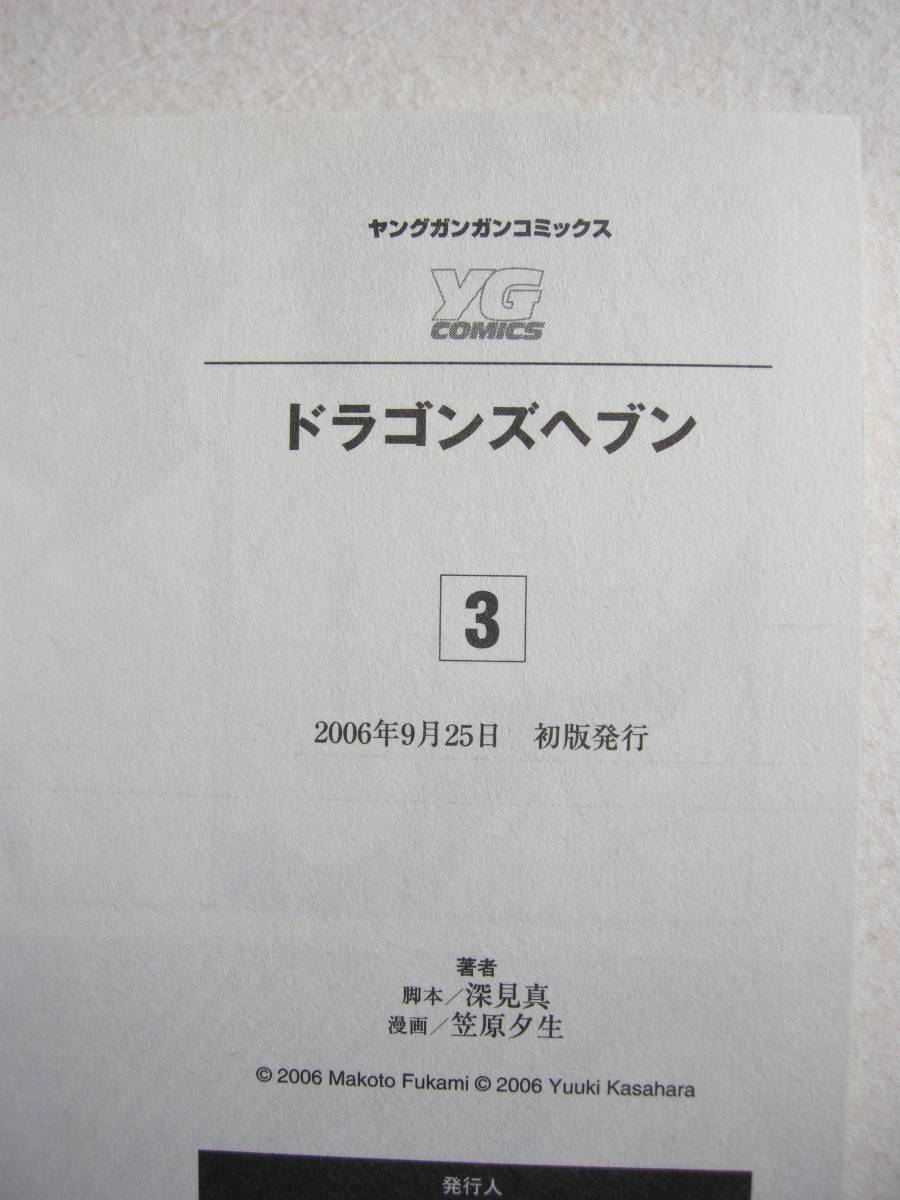 ヤングガンガンコミックス
YG
COMICS
ドラゴンズヘブン
3
2006年9月25日　初版発行
著者
脚本／深見真
漫画／笠原夕生
© 2006 Makoto Fukami © 2006 Yuuki Kasahara
発行人